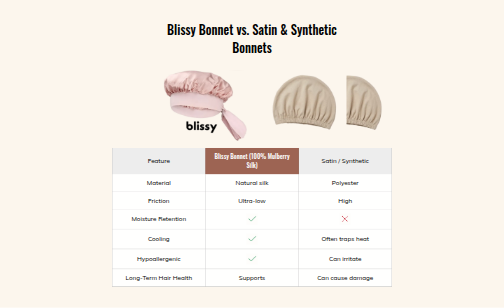 Blissy Bonnet vs. Satin & Synthetic
Bonnets
blissy
Feature
Blissy Bonnet (100% Mulberry
Silk)
Satin / Synthetic
Material
Natural silk
Polyester
Friction
Ultra-low
High
Moisture Retention
Cooling
Often traps heat
Hypoallergenic
Can irritate
Long-Term Hair Health
Supports
Can cause damage